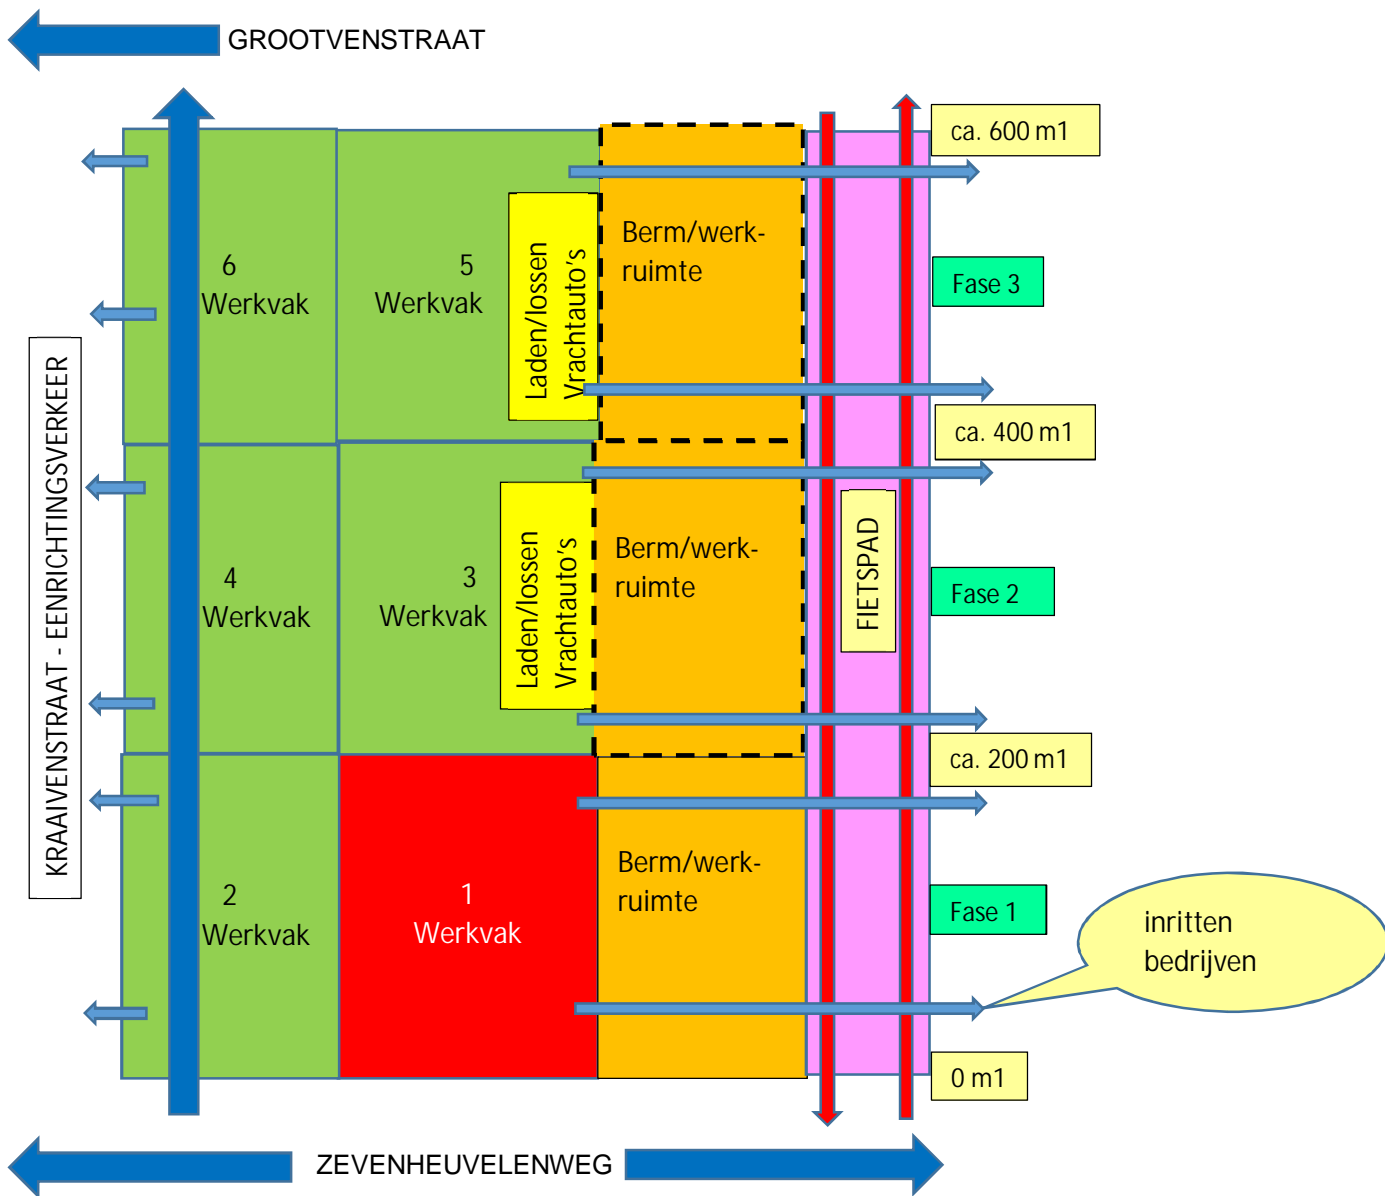 GROOTVENSTRAAT
ca. 600 m1
6
Werkvak
5
Werkvak
Laden/lossen
Vrachtauto's
Berm/werk-
ruimte
Fase 3
ca. 400 m1
KRAAIVENSTRAAT - EENRICHTINGSVERKEER
4
Werkvak
3
Werkvak
Laden/lossen
Vrachtauto's
Berm/werk-
ruimte
FIETSPAD
Fase 2
ca. 200 m1
2
Werkvak
1
Werkvak
Berm/werk-
ruimte
Fase 1
inritten
bedrijven
0 m1
ZEVENHEUVELENWEG